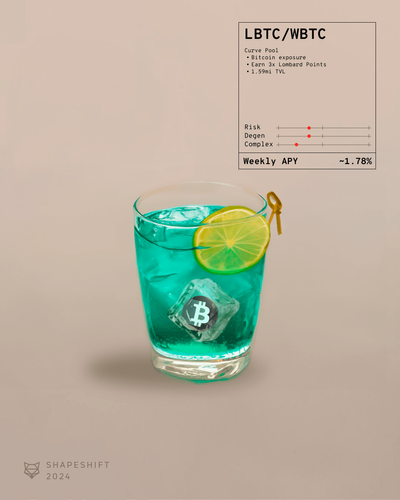 LBTC/WBTC
Curve Pool
• Bitcoin exposure
• Earn 3x Lombard Points
• 1.59mi TVL
Risk
Degen
Complex
Weekly APY ~1.78%
₿
SHAPESHIFT
2024